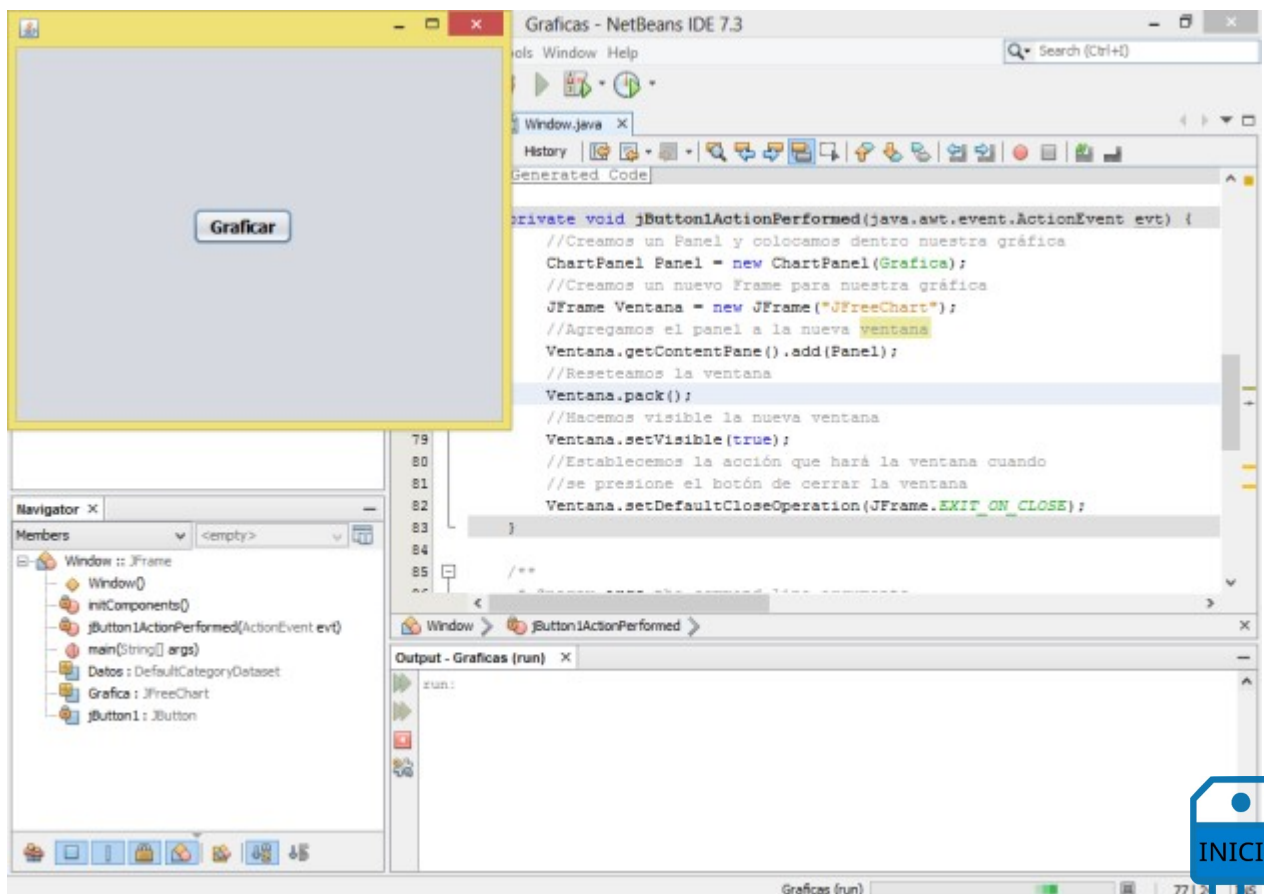 Graficas - NetBeans IDE 7.3
ools Window Help
Search (Ctrl+I)
Window.java
History
Generated Code
Graficar
private void jButton1ActionPerformed(java.awt.event.ActionEvent evt) {
//Creamos un Panel y colocamos dentro nuestra gráfica
ChartPanel Panel = new ChartPanel(Grafica);
//Creamos un nuevo Frame para nuestra gráfica
JFrame Ventana = new JFrame("JFreeChart");
//Agregamos el panel a la nueva ventana
Ventana.getContentPane().add(Panel);
//Reseteamos la ventana
Ventana.pack();
//Hacemos visible la nueva ventana
79 Ventana.setVisible(true);
80 //Establecemos la acción que hará la ventana cuando
81 //se presione el botón de cerrar la ventana
82 Ventana.setDefaultCloseOperation(JFrame.EXIT_ON_CLOSE);
83 }
84
85 /**
Window jButton1ActionPerformed
Navigator
Members <empty>
Window :: JFrame
Window()
initComponents()
jButton1ActionPerformed(ActionEvent evt)
main(String[] args)
Datos : DefaultCategoryDataset
Grafica : JFreeChart
jButton1 : JButton
Output - Graficas (run)
run:
INICI
Graficas (run)